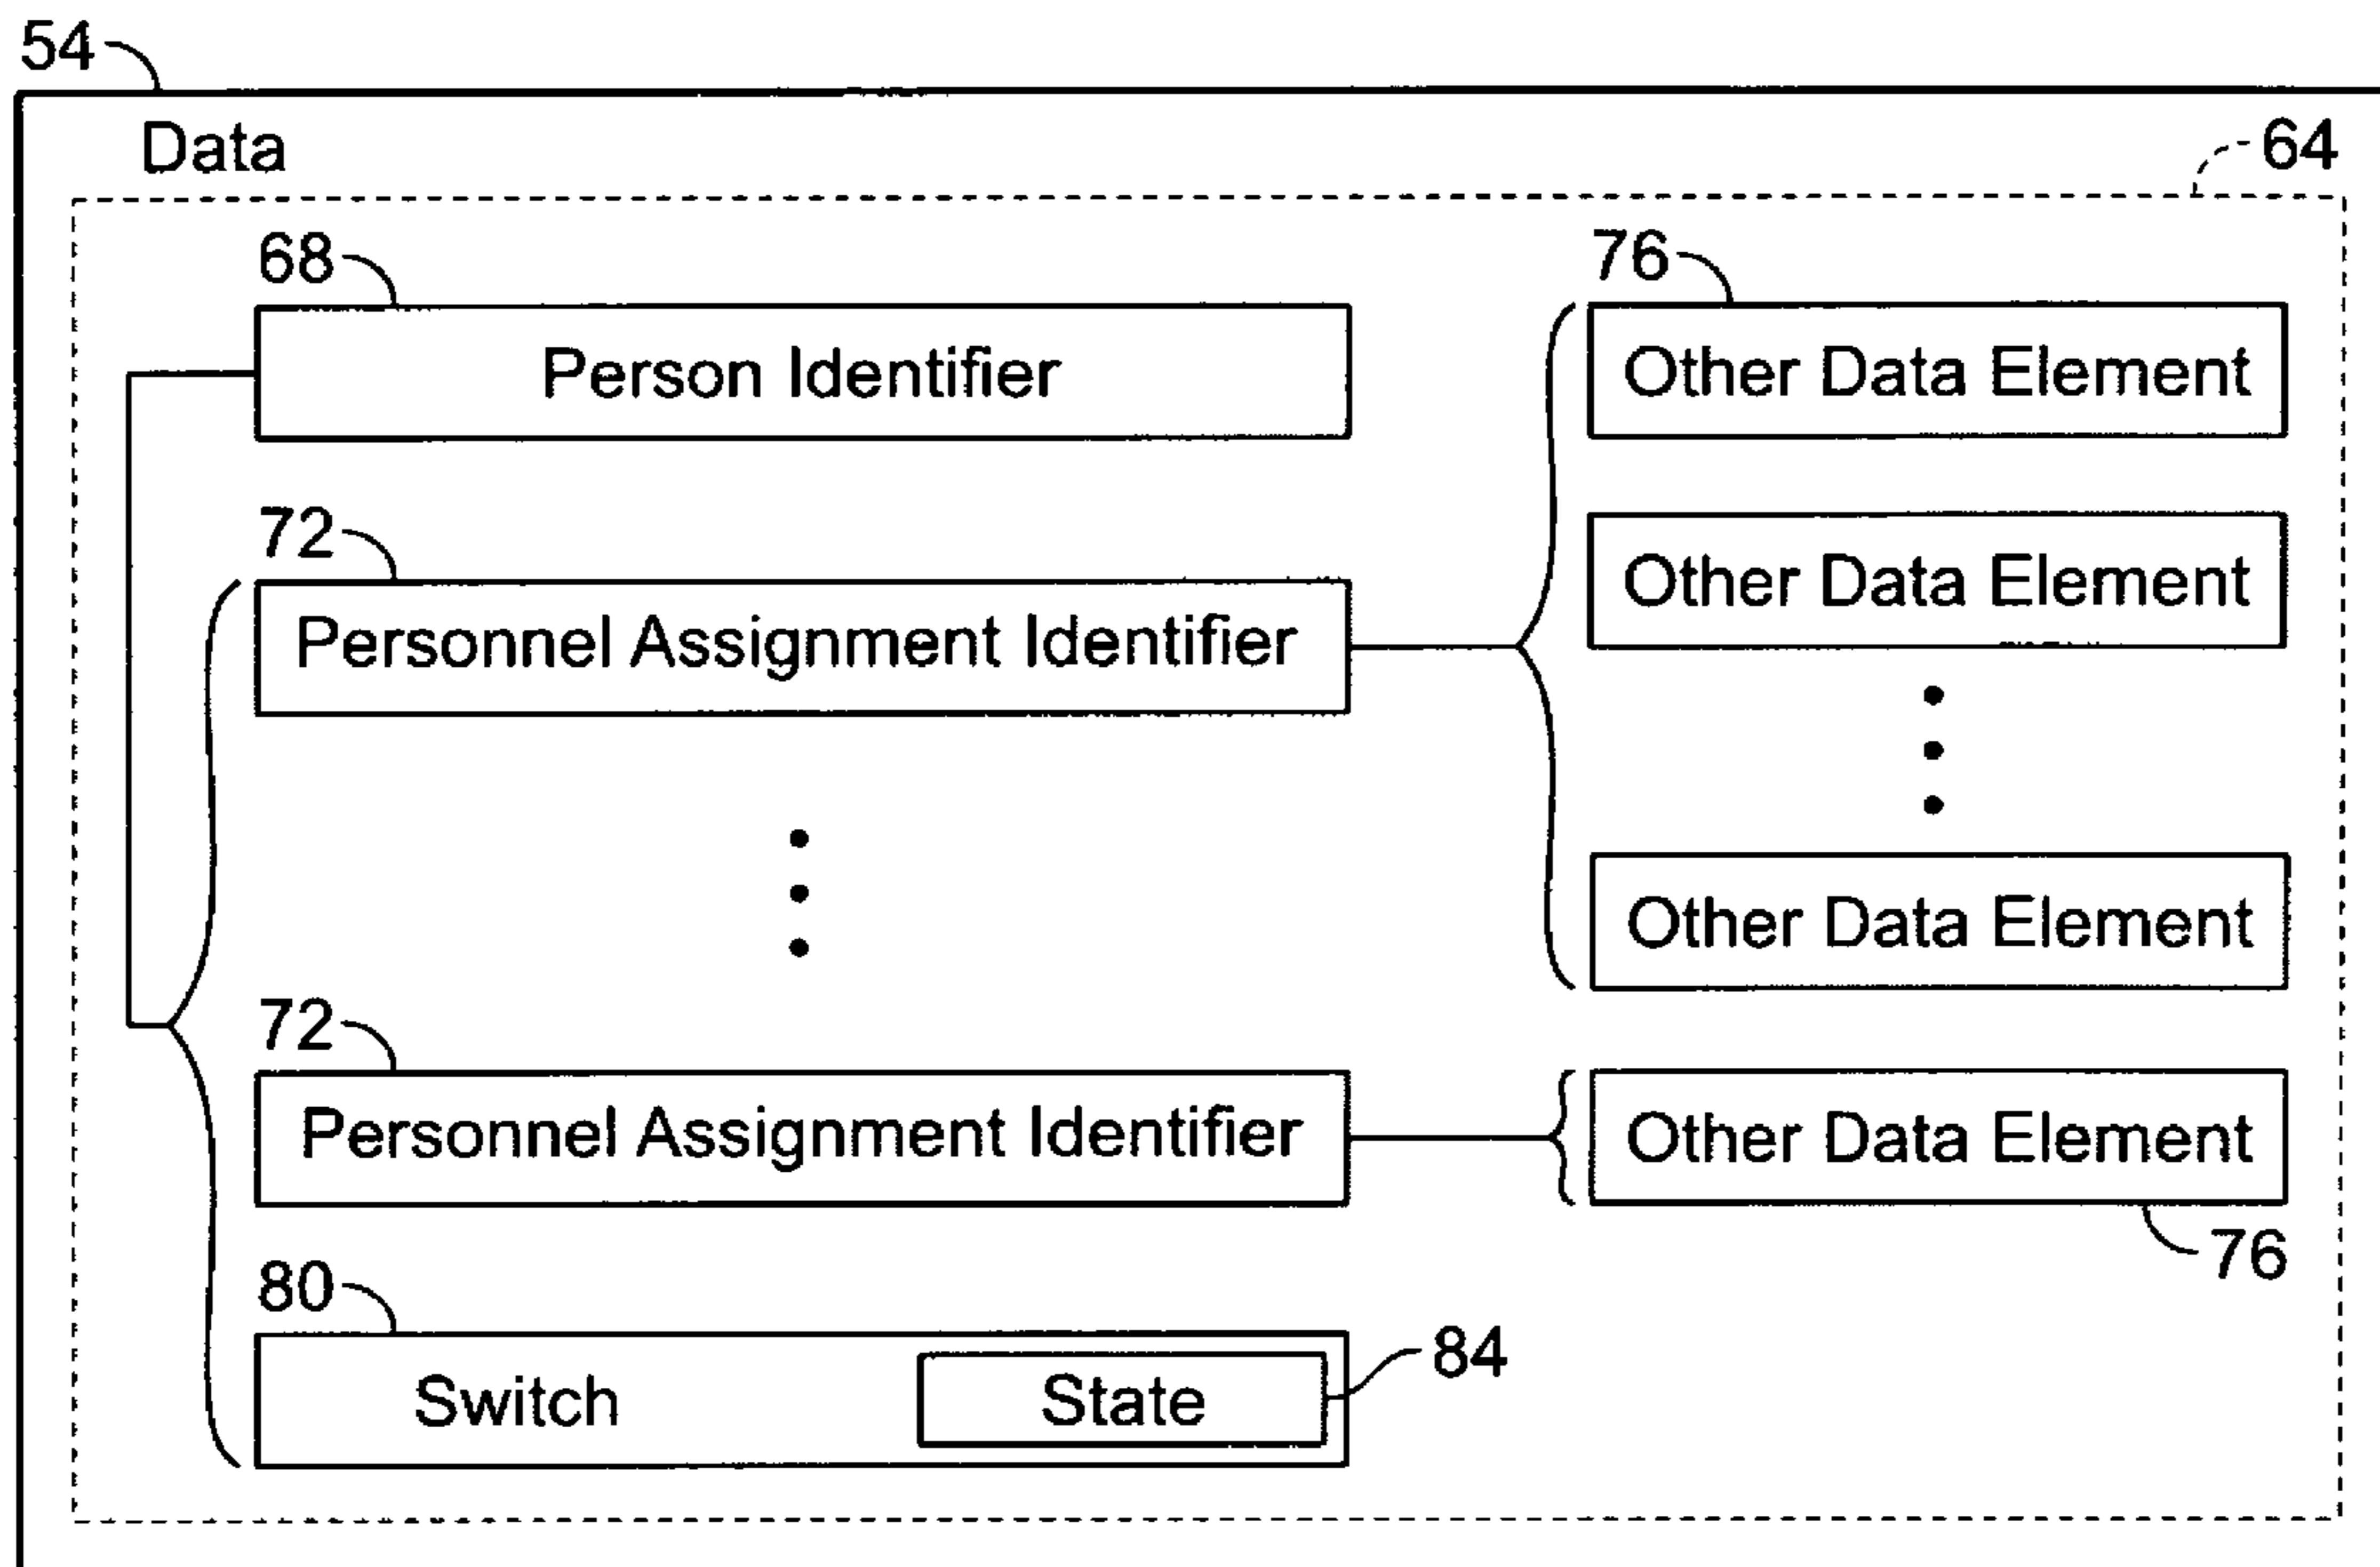 54
Data
64
68
76
Person Identifier
Other Data Element
72
Other Data Element
Personnel Assignment Identifier
Other Data Element
72
Personnel Assignment Identifier
Other Data Element
76
80
84
Switch
State